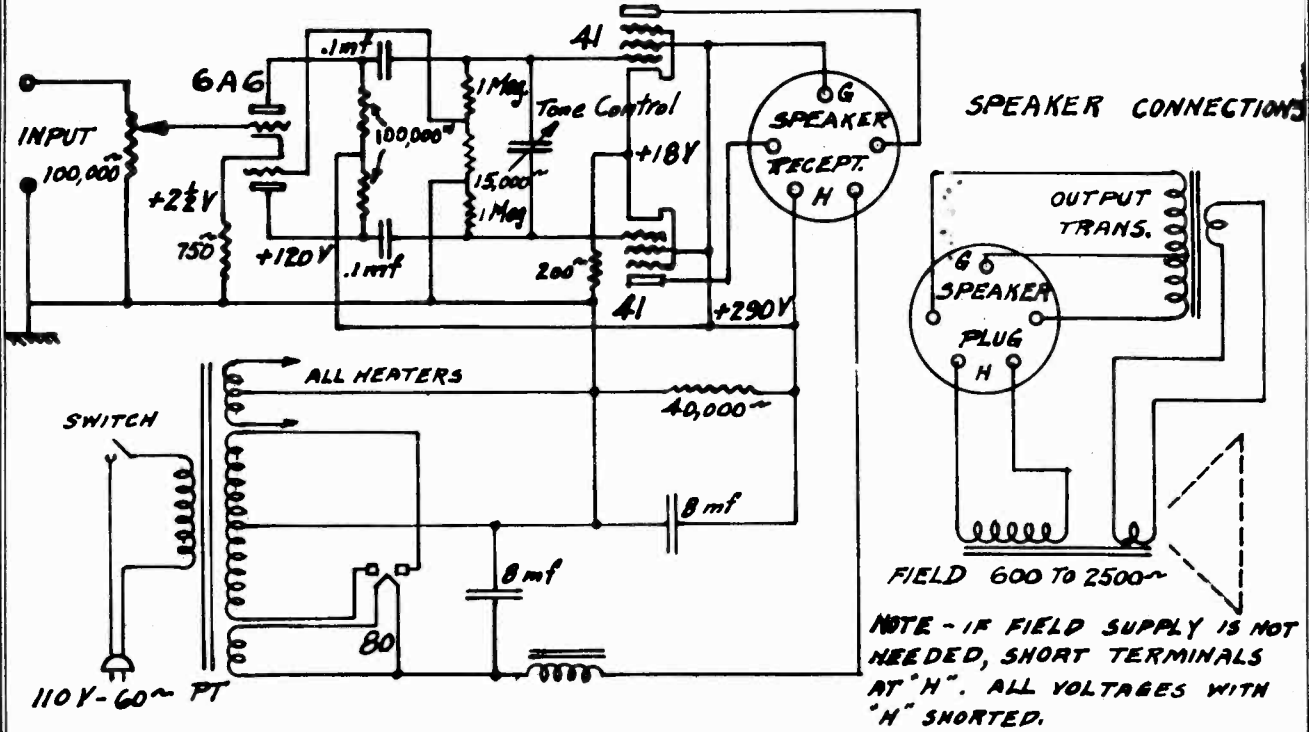 41
.1mf
6A6
1 Meg.
Tone Control
G
SPEAKER CONNECTIONS
INPUT
100,000~
100,000~
SPEAKER
RECEPT.
H
+18V
15,000~
1 Meg
+2½V
750~
+120V
.1mf
200~
41
+290V
OUTPUT
TRANS.
G
SPEAKER
PLUG
H
ALL HEATERS
40,000~
SWITCH
8 mf
8 mf
80
110 V-60~ PT
FIELD 600 TO 2500~
NOTE - IF FIELD SUPPLY IS NOT
NEEDED, SHORT TERMINALS
AT "H". ALL VOLTAGES WITH
"H" SHORTED.